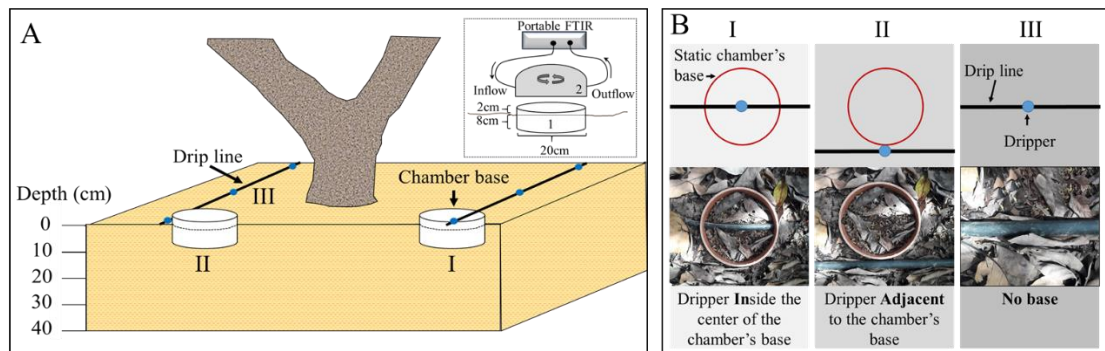 A
Portable FTIR
Inflow
2
Outflow
2cm
8cm
1
20cm
Drip line
III
Chamber base
Depth (cm)
0
10
20
30
40
II
I
B
I
II
III
Static chamber's
base
Drip line
Dripper
Dripper Inside the
center of the
chamber's base
Dripper Adjacent
to the chamber's
base
No base